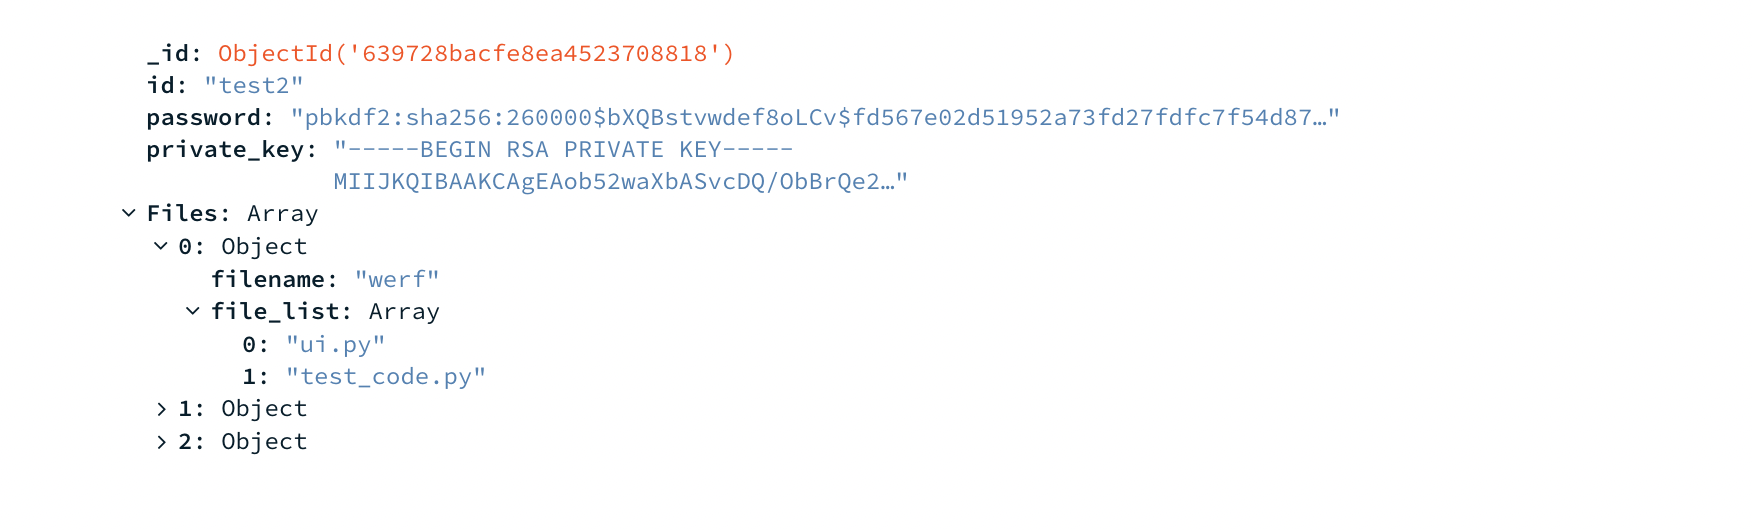 _id: ObjectId('639728bacfe8ea4523708818')
id: "test2"
password: "pbkdf2:sha256:260000$bXQBstvwdef8oLCv$fd567e02d51952a73fd27fdfc7f54d87…"
private_key: "-----BEGIN RSA PRIVATE KEY-----
MIIJKQIBAAKCAgEAob52waXbASvcDQ/ObBrQe2…"
Files: Array
0: Object
filename: "werf"
file_list: Array
0: "ui.py"
1: "test_code.py"
1: Object
2: Object